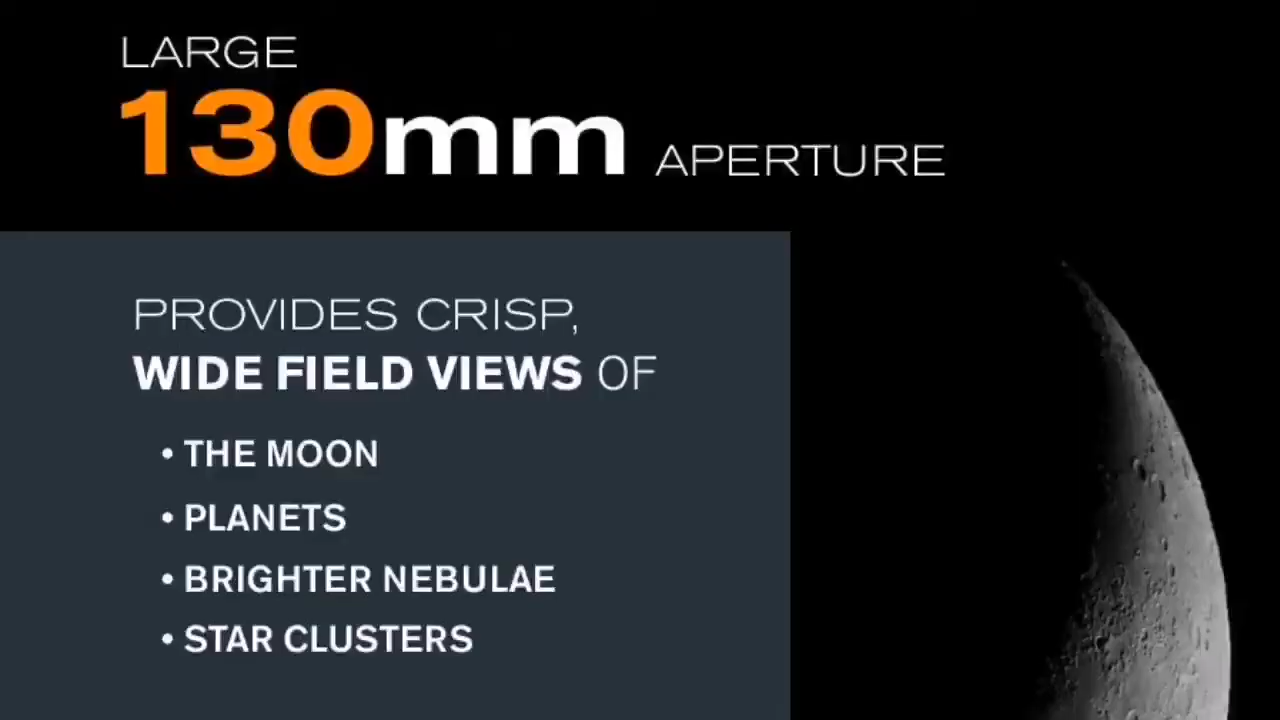 LARGE
130mm APERTURE
PROVIDES CRISP,
WIDE FIELD VIEWS OF
• THE MOON
• PLANETS
• BRIGHTER NEBULAE
• STAR CLUSTERS